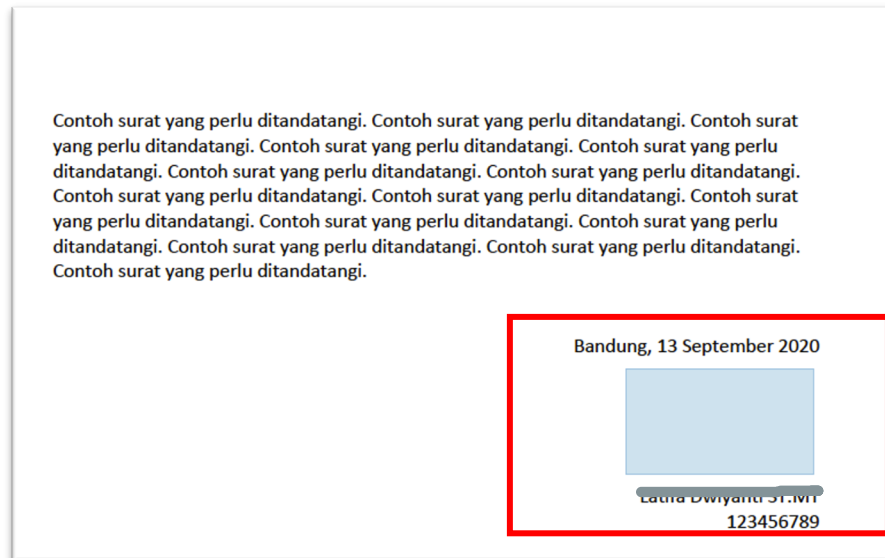 Contoh surat yang perlu ditandatangi. Contoh surat yang perlu ditandatangi. Contoh surat
yang perlu ditandatangi. Contoh surat yang perlu ditandatangi. Contoh surat yang perlu
ditandatangi. Contoh surat yang perlu ditandatangi. Contoh surat yang perlu ditandatangi.
Contoh surat yang perlu ditandatangi. Contoh surat yang perlu ditandatangi. Contoh surat
yang perlu ditandatangi. Contoh surat yang perlu ditandatangi. Contoh surat yang perlu
ditandatangi. Contoh surat yang perlu ditandatangi. Contoh surat yang perlu ditandatangi.
Contoh surat yang perlu ditandatangi.
Bandung, 13 September 2020
123456789